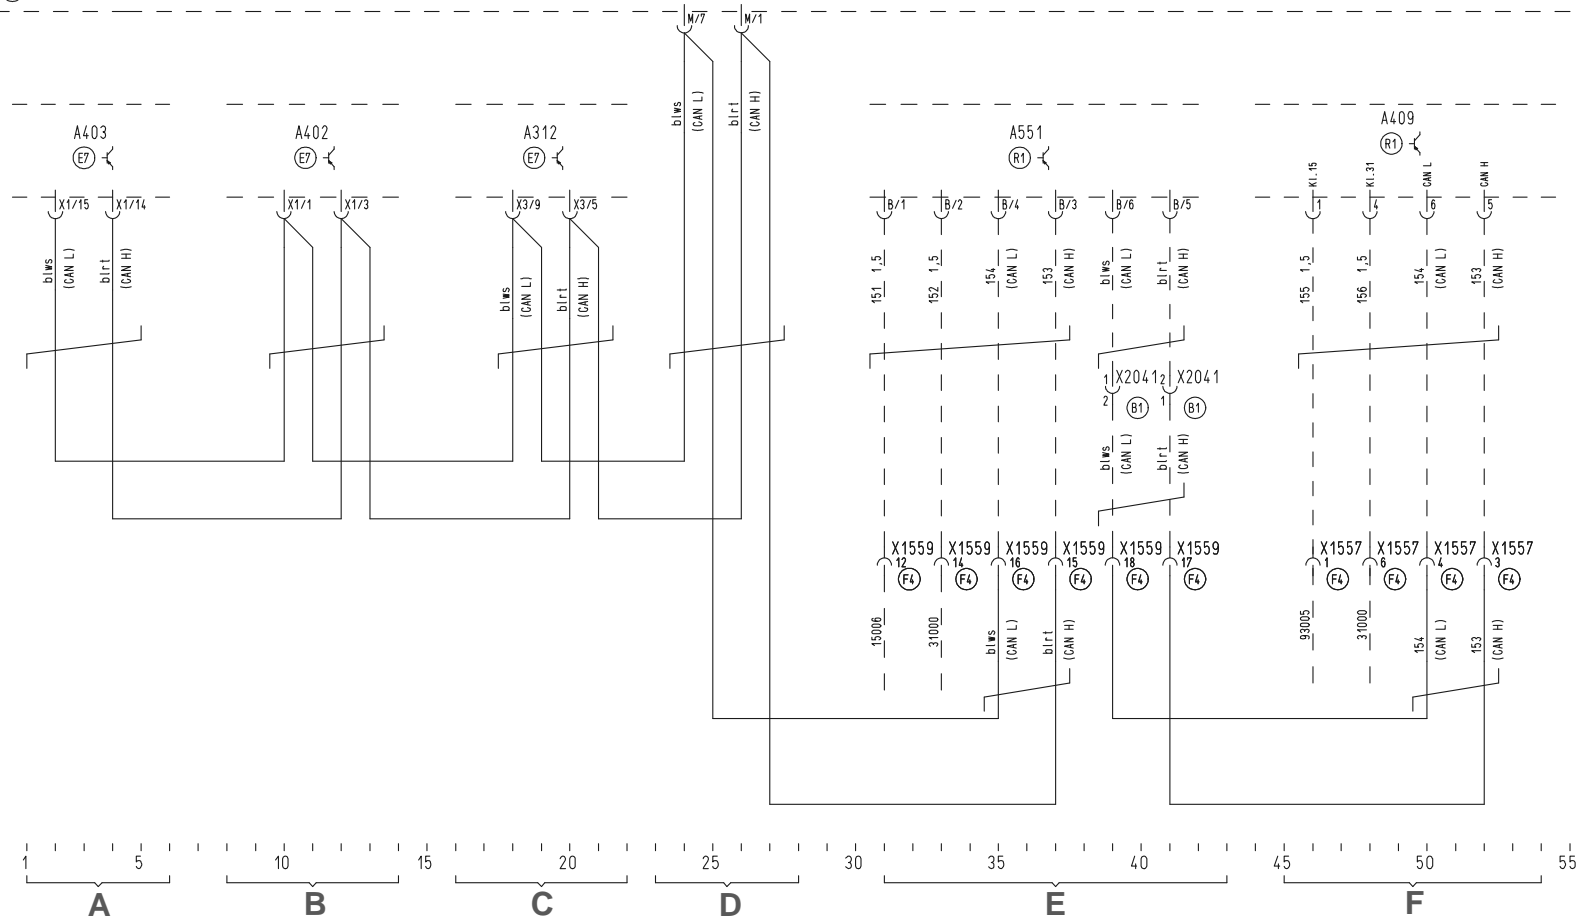 M/7 M/1
blws (CAN L) blrt (CAN H)
A403 A402 A312 A551 A409
E7 E7 E7 R1 R1
Kl.15 Kl.31 CAN L CAN H
X1/15 X1/14 X1/1 X1/3 X3/9 X3/5 B/1 B/2 B/4 B/3 B/6 B/5 1 4 6 5
blws (CAN L) blrt (CAN H) blws (CAN L) blrt (CAN H) 151 1,5 152 1,5 154 (CAN L) 153 (CAN H) blws (CAN L) blrt (CAN H) 155 1,5 156 1,5 154 (CAN L) 153 (CAN H)
1 X2041 2 X2041
2 B1 1 B1
blws (CAN L) blrt (CAN H)
X1559 X1559 X1559 X1559 X1559 X1559 X1557 X1557 X1557 X1557
12 14 16 15 18 17 1 6 4 3
F4 F4 F4 F4 F4 F4 F4 F4 F4 F4
15006 31000 blws (CAN L) blrt (CAN H) 93005 31000 154 (CAN L) 153 (CAN H)
1 5 10 15 20 25 30 35 40 45 50 55
A B C D E F